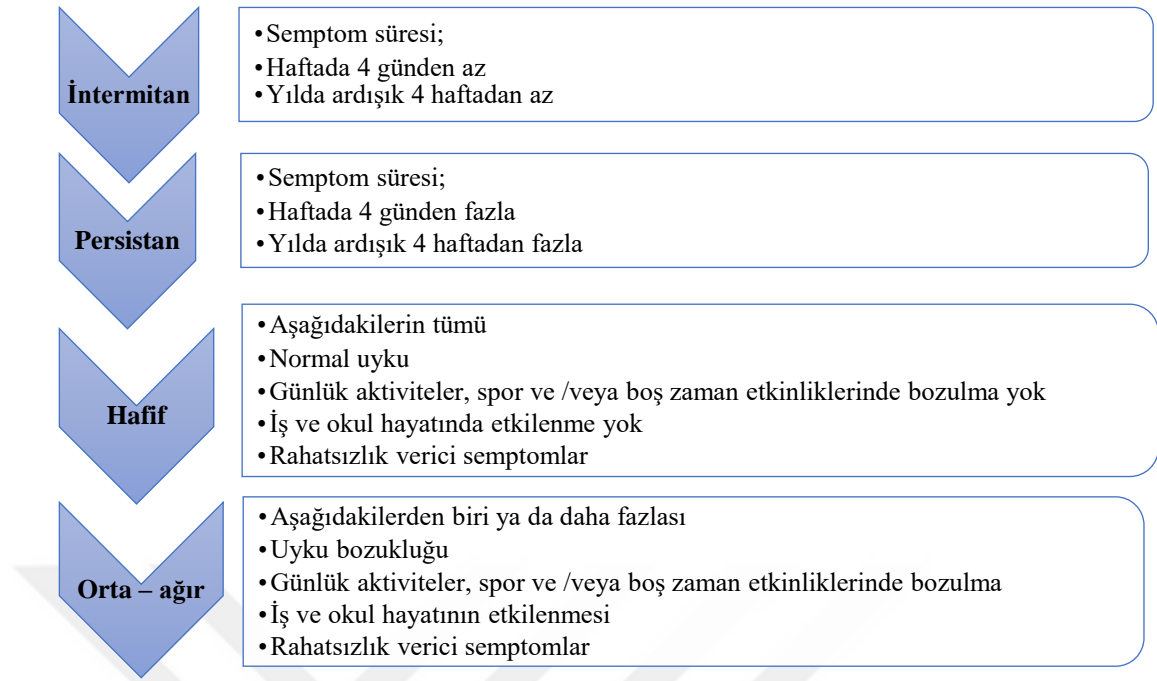 İntermitan
•Semptom süresi;
•Haftada 4 günden az
•Yılda ardışık 4 haftadan az
Persistan
•Semptom süresi;
•Haftada 4 günden fazla
•Yılda ardışık 4 haftadan fazla
Hafif
•Aşağıdakilerin tümü
•Normal uyku
•Günlük aktiviteler, spor ve /veya boş zaman etkinliklerinde bozulma yok
•İş ve okul hayatında etkilenme yok
•Rahatsızlık verici semptomlar
Orta – ağır
•Aşağıdakilerden biri ya da daha fazlası
•Uyku bozukluğu
•Günlük aktiviteler, spor ve /veya boş zaman etkinliklerinde bozulma
•İş ve okul hayatının etkilenmesi
•Rahatsızlık verici semptomlar